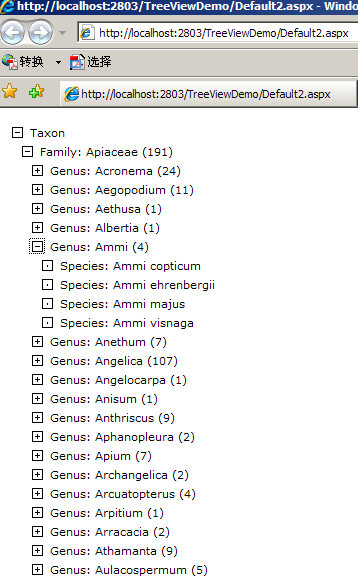 http://localhost:2803/TreeViewDemo/Default2.aspx - Windo
http://localhost:2803/TreeViewDemo/Default2.aspx
转换 选择
http://localhost:2803/TreeViewDemo/Default2.aspx
Taxon
Family: Apiaceae (191)
Genus: Acronema (24)
Genus: Aegopodium (11)
Genus: Aethusa (1)
Genus: Albertia (1)
Genus: Ammi (4)
Species: Ammi copticum
Species: Ammi ehrenbergii
Species: Ammi majus
Species: Ammi visnaga
Genus: Anethum (7)
Genus: Angelica (107)
Genus: Angelocarpa (1)
Genus: Anisum (1)
Genus: Anthriscus (9)
Genus: Aphanopleura (2)
Genus: Apium (7)
Genus: Archangelica (2)
Genus: Arcuatopterus (4)
Genus: Arpitium (1)
Genus: Arracacia (2)
Genus: Athamanta (9)
Genus: Aulacospermum (5)